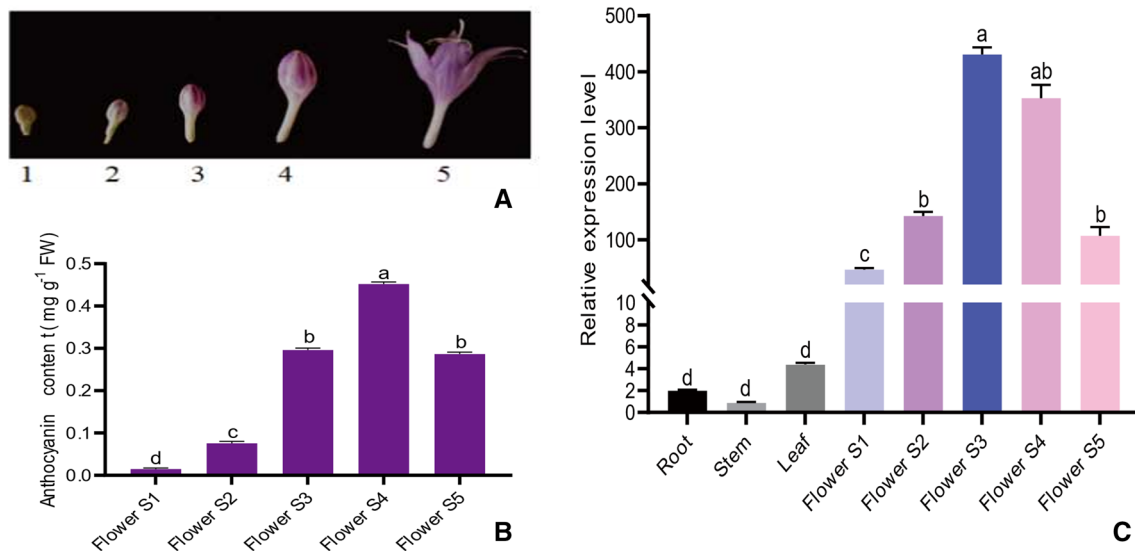 1 2 3 4 5
A
Anthocyanin conten t(mg g-1 FW)
0.5
0.4
0.3
0.2
0.1
0.0
d c b a b
Flower S1 Flower S2 Flower S3 Flower S4 Flower S5
B
C
Relative expression level
500
400
300
200
100
10
8
6
4
2
0
d d d c b a ab b
Root Stem Leaf Flower S1 Flower S2 Flower S3 Flower S4 Flower S5